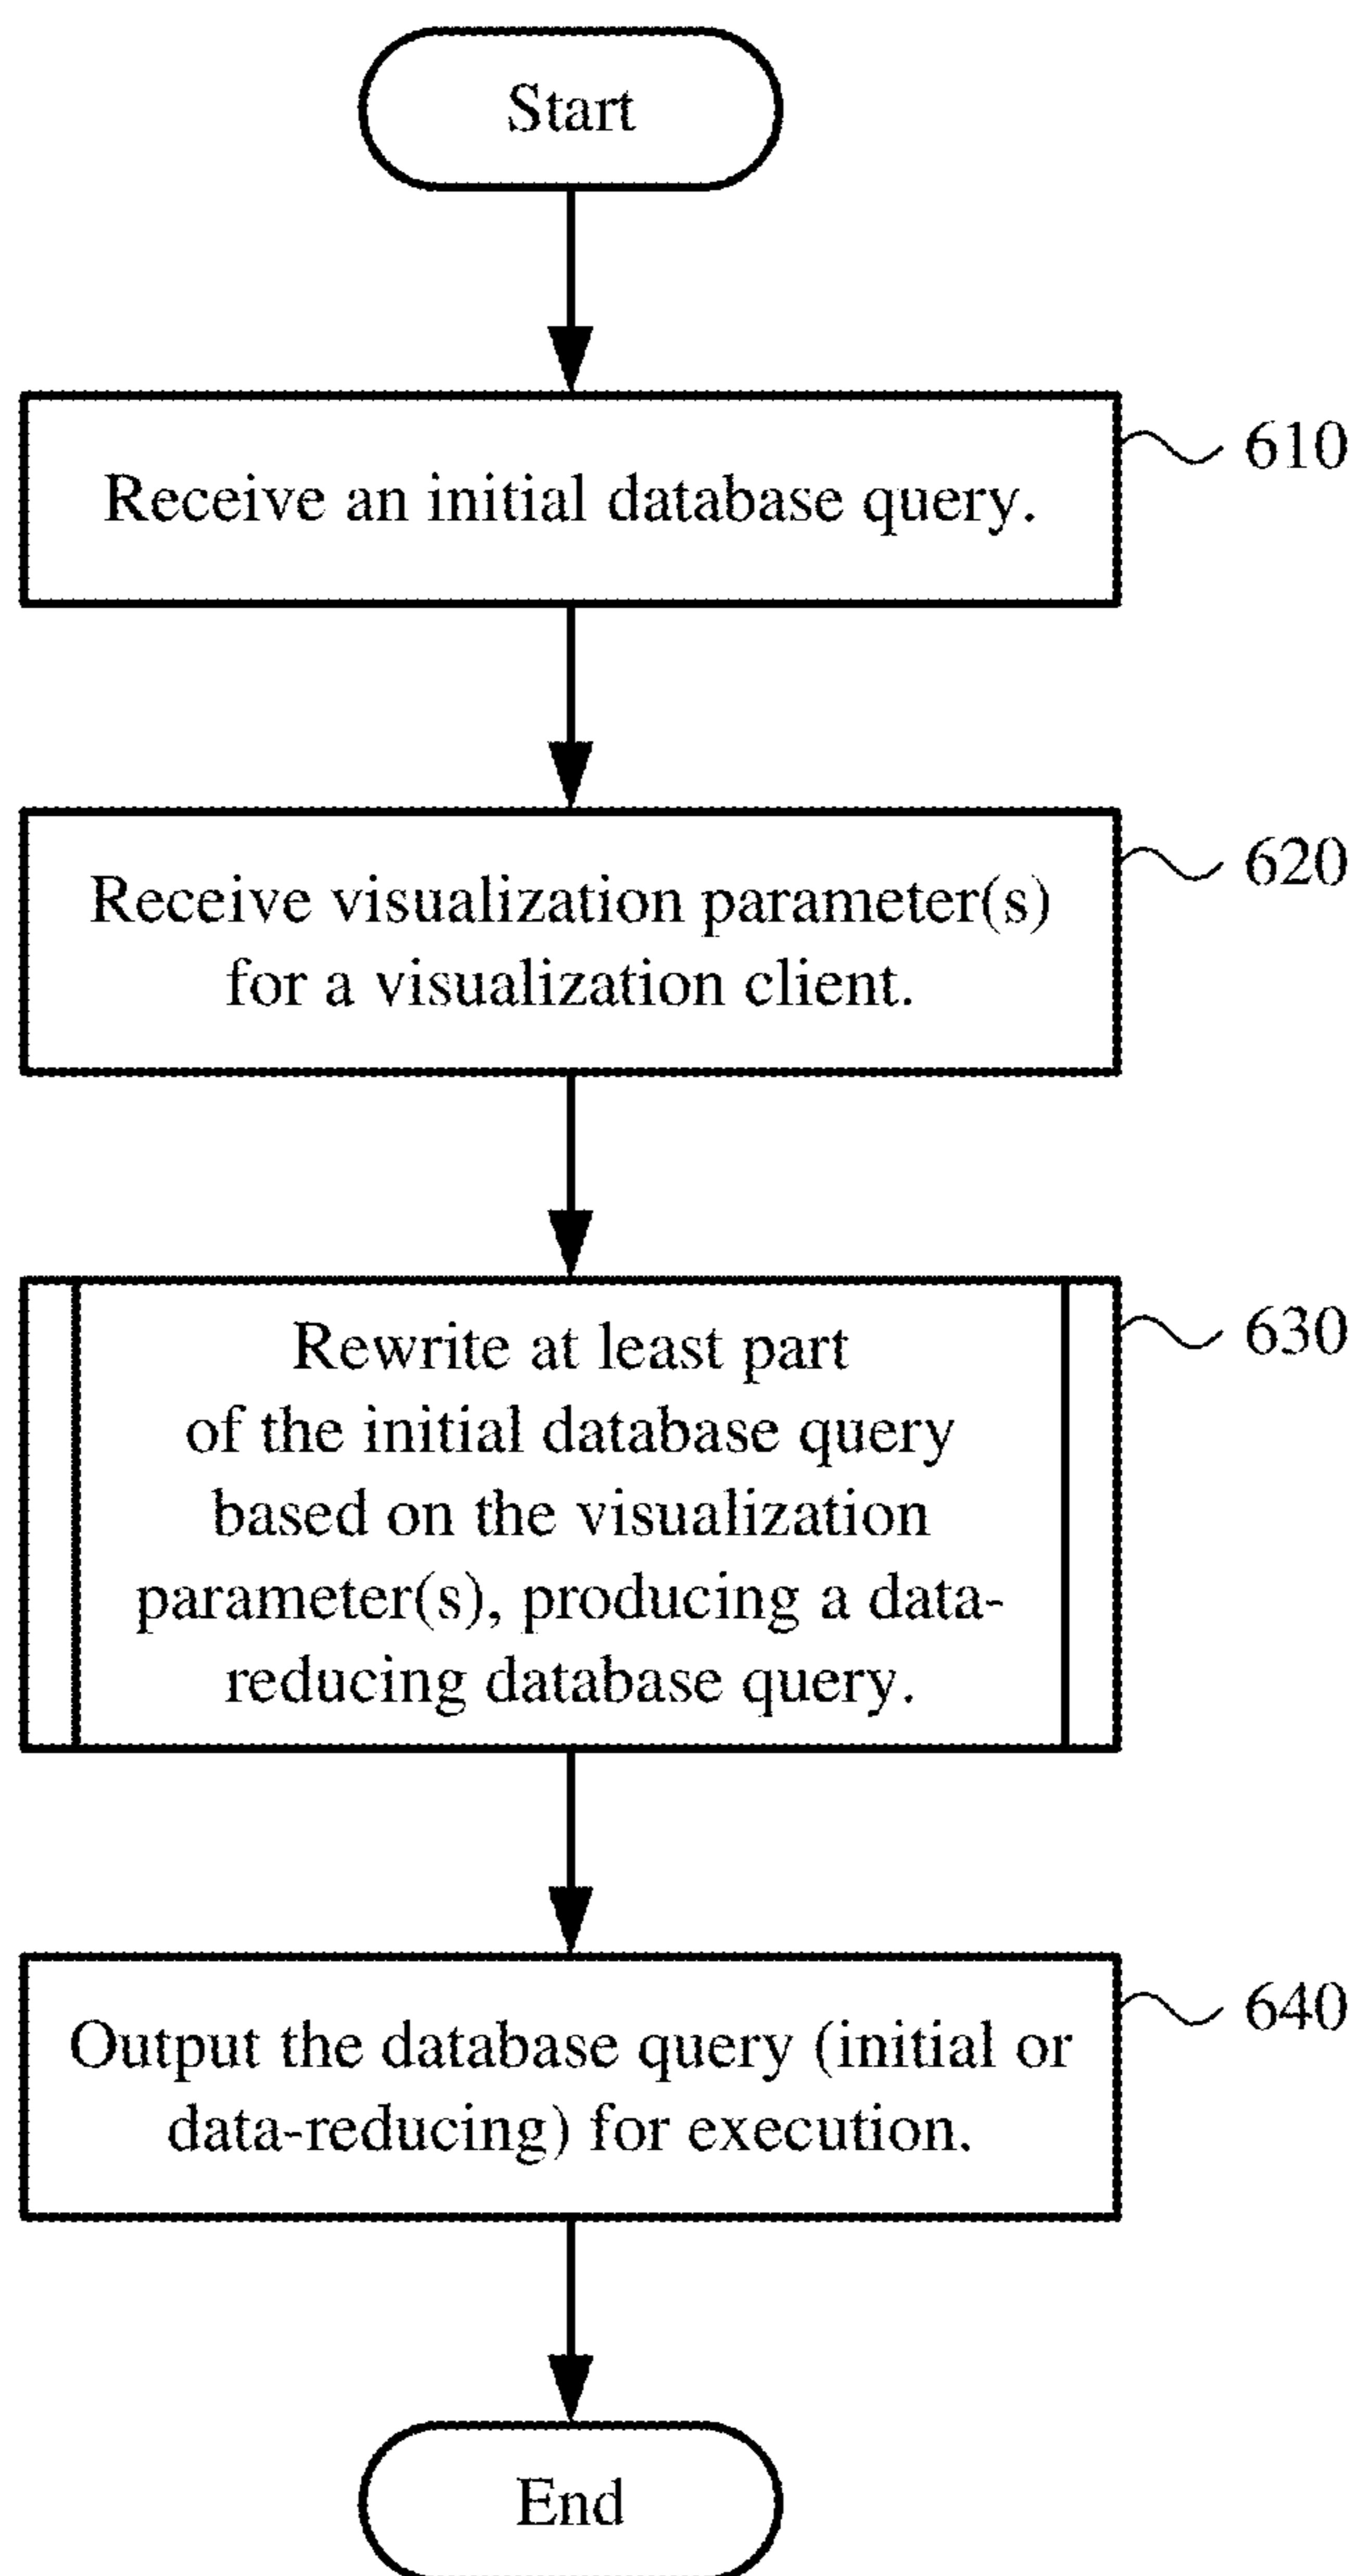 Start
Receive an initial database query.
610
Receive visualization parameter(s)
for a visualization client.
620
Rewrite at least part
of the initial database query
based on the visualization
parameter(s), producing a data-
reducing database query.
630
Output the database query (initial or
data-reducing) for execution.
640
End